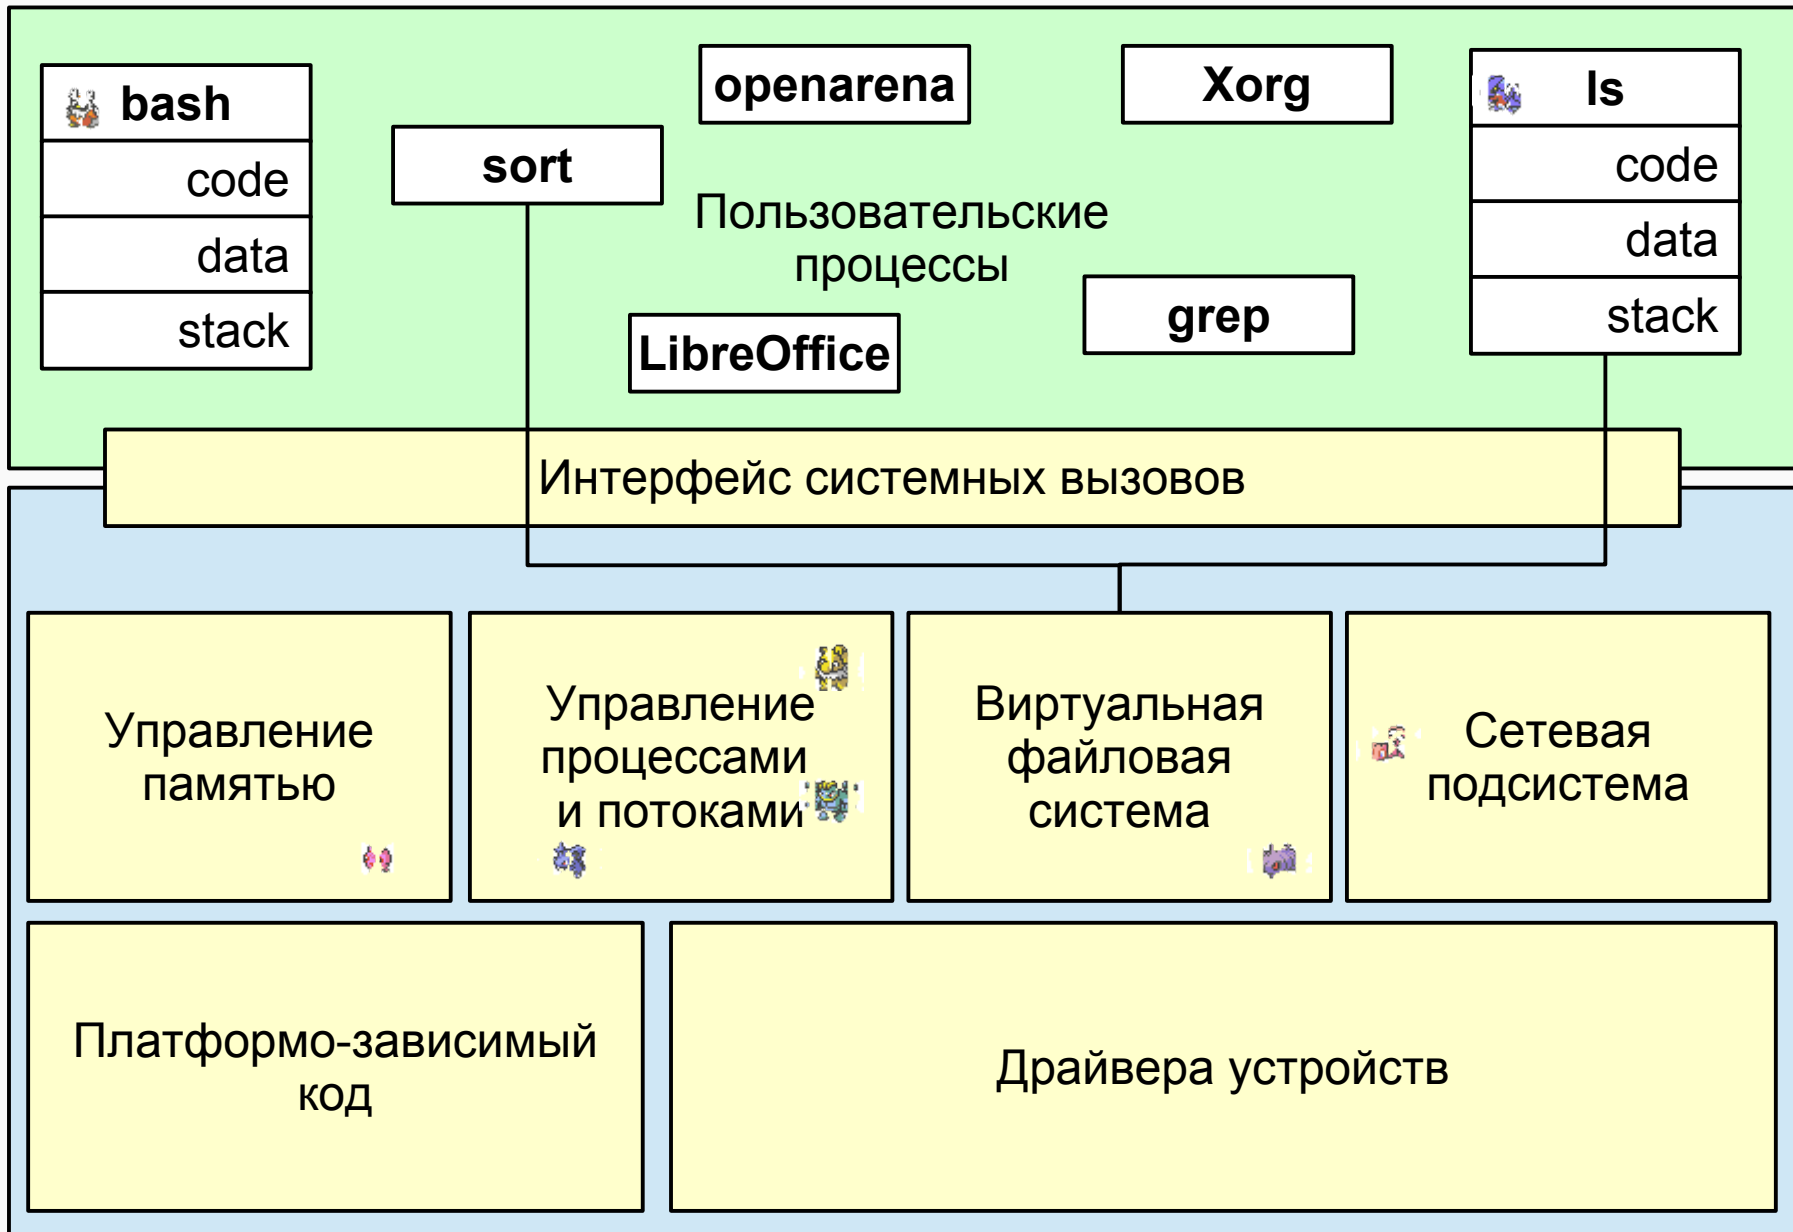 bash
code
data
stack
sort
openarena
Xorg
ls
code
data
stack
Пользовательские
процессы
LibreOffice
grep
Интерфейс системных вызовов
Управление
памятью
Управление
процессами
и потоками
Виртуальная
файловая
система
Сетевая
подсистема
Платформо-зависимый
код
Драйвера устройств